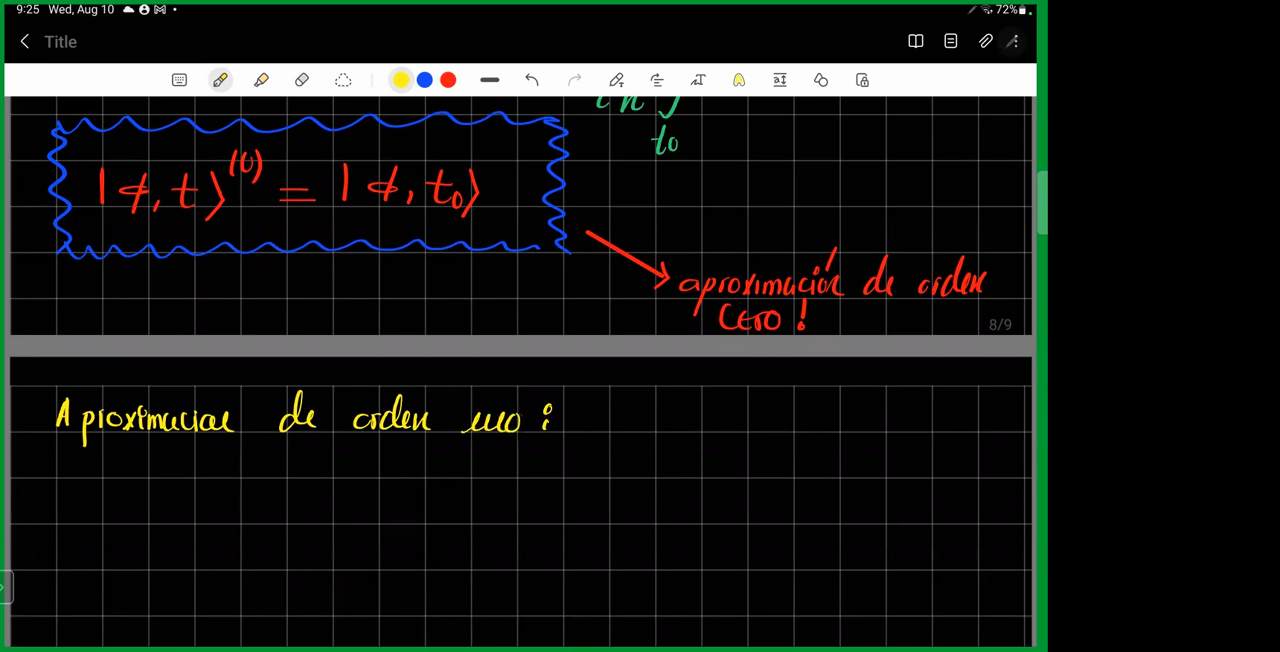 9:25 Wed, Aug 10
72%
Title
to
|ϕ, t⟩⁽⁰⁾ = |ϕ, t₀⟩
aproximación de orden
cero!
8/9
Aproximacion de orden uno: